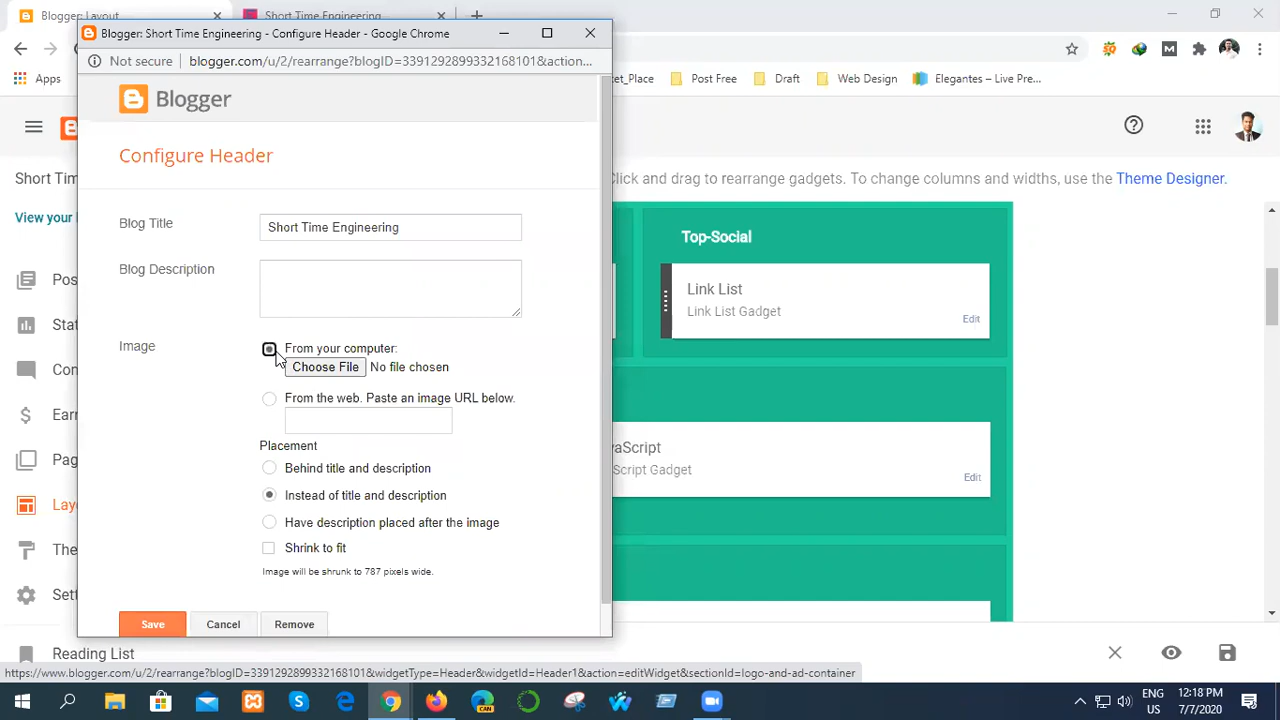 Blogger: Layout
Short Time Engineering
Blogger: Short Time Engineering - Configure Header - Google Chrome
Not secure
blogger.com/u/2/rearrange?blogID=3391292899332168101&action...
Apps
et_Place
Post Free
Draft
Web Design
Elegantes – Live Pre...
Blogger
Configure Header
Short Tim
Click and drag to rearrange gadgets. To change columns and widths, use the Theme Designer.
View your
Blog Title
Short Time Engineering
Top-Social
Blog Description
Link List
Link List Gadget
Edit
Pos
Stat
Con
Earn
Pag
Layo
The
Sett
Reading List
Image
From your computer:
Choose File
No file chosen
From the web. Paste an image URL below.
Placement
Behind title and description
Instead of title and description
Have description placed after the image
Shrink to fit
Image will be shrunk to 787 pixels wide.
vaScript
Script Gadget
Edit
Save
Cancel
Remove
https://www.blogger.com/u/2/rearrange?blogID=3391292899332168101&widgetType=Header&widgetId=Header1&action=editWidget&sectionId=logo-and-ad-container
CAN
ENG
US
12:18 PM
7/7/2020